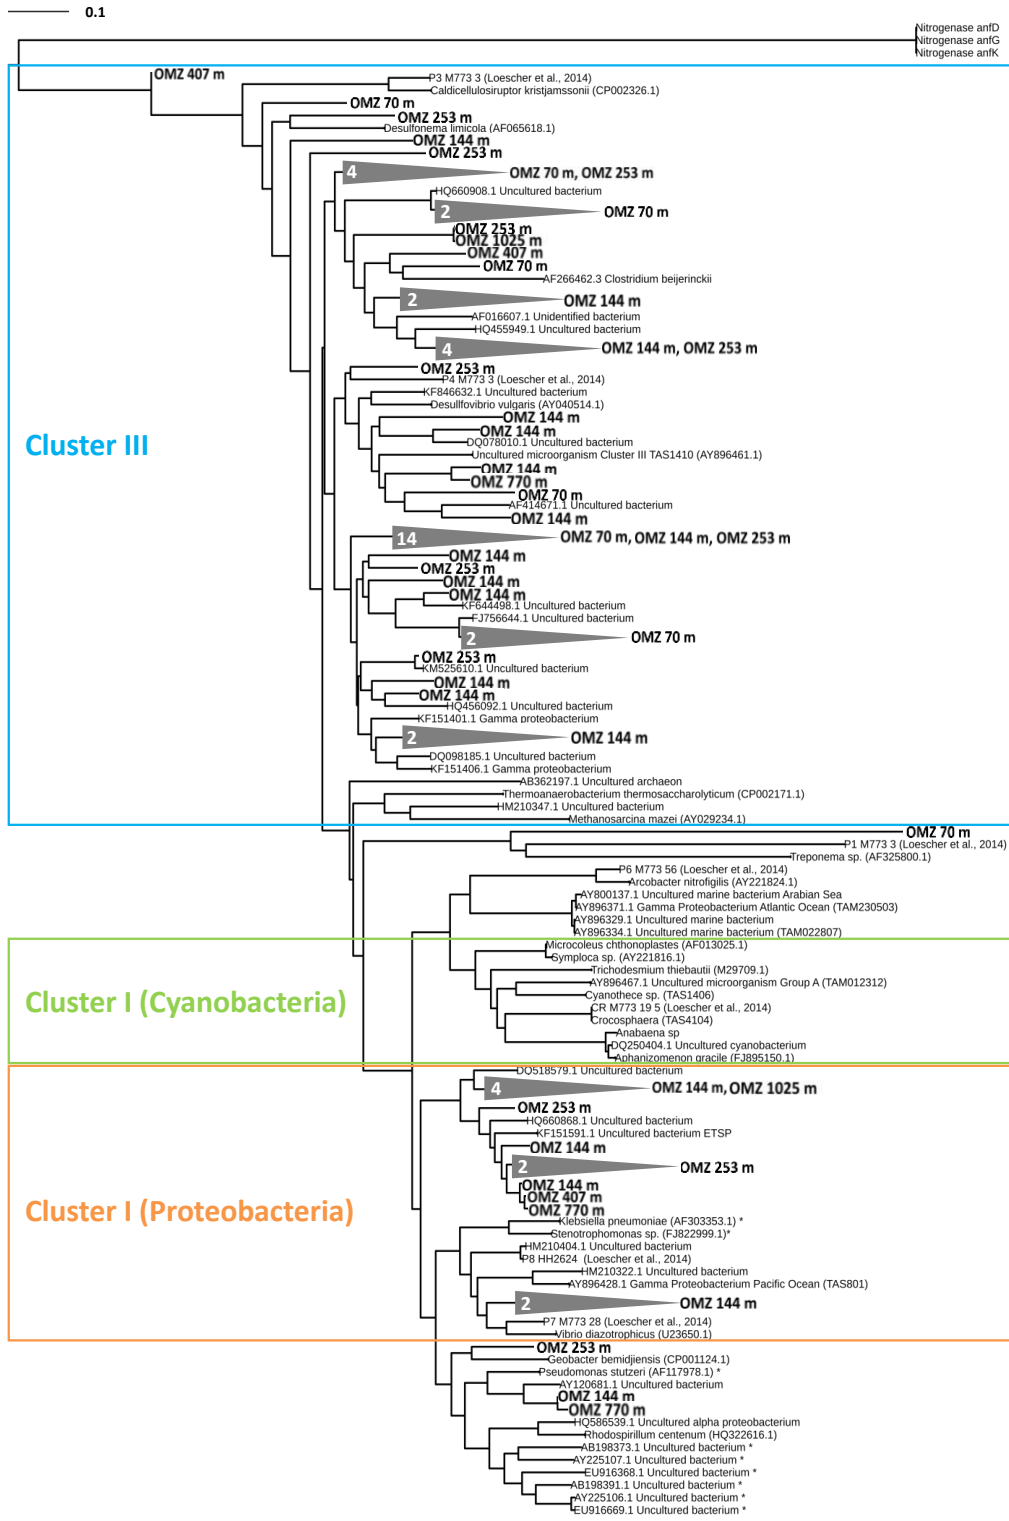 0.1
Nitrogenase anfD
Nitrogenase anfG
Nitrogenase anfK
OMZ 407 m
P3 M773 3 (Loescher et al., 2014)
Caldicellulosiruptor kristjamssonii (CP002326.1)
OMZ 70 m
OMZ 253 m
Desulfonema limicola (AF065618.1)
OMZ 144 m
OMZ 253 m
4 OMZ 70 m, OMZ 253 m
HQ660908.1 Uncultured bacterium
2 OMZ 70 m
OMZ 253 m
OMZ 1025 m
OMZ 407 m
OMZ 70 m
AF266462.3 Clostridium beijerinckii
2 OMZ 144 m
AF016607.1 Unidentified bacterium
HQ455949.1 Uncultured bacterium
4 OMZ 144 m, OMZ 253 m
OMZ 253 m
P4 M773 3 (Loescher et al., 2014)
KF846632.1 Uncultured bacterium
Desullfovibrio vulgaris (AY040514.1)
OMZ 144 m
OMZ 144 m
DQ078010.1 Uncultured bacterium
Cluster III
Uncultured microorganism Cluster III TAS1410 (AY896461.1)
OMZ 144 m
OMZ 770 m
OMZ 70 m
AF414671.1 Uncultured bacterium
OMZ 144 m
14 OMZ 70 m, OMZ 144 m, OMZ 253 m
OMZ 144 m
OMZ 253 m
OMZ 144 m
OMZ 144 m
KF644498.1 Uncultured bacterium
FJ756644.1 Uncultured bacterium
2 OMZ 70 m
OMZ 253 m
KM525610.1 Uncultured bacterium
OMZ 144 m
OMZ 144 m
HQ456092.1 Uncultured bacterium
KF151401.1 Gamma proteobacterium
2 OMZ 144 m
DQ098185.1 Uncultured bacterium
KF151406.1 Gamma proteobacterium
AB362197.1 Uncultured archaeon
Thermoanaerobacterium thermosaccharolyticum (CP002171.1)
HM210347.1 Uncultured bacterium
Methanosarcina mazei (AY029234.1)
OMZ 70 m
P1 M773 3 (Loescher et al., 2014)
Treponema sp. (AF325800.1)
P6 M773 56 (Loescher et al., 2014)
Arcobacter nitrofigilis (AY221824.1)
AY800137.1 Uncultured marine bacterium Arabian Sea
AY896371.1 Gamma Proteobacterium Atlantic Ocean (TAM230503)
AY896329.1 Uncultured marine bacterium
AY896334.1 Uncultured marine bacterium (TAM022807)
Microcoleus chthonoplastes (AF013025.1)
Symploca sp. (AY221816.1)
Trichodesmium thiebautii (M29709.1)
AY896467.1 Uncultured microorganism Group A (TAM012312)
Cyanothece sp. (TAS1406)
Cluster I (Cyanobacteria)
CR M773 19 5 (Loescher et al., 2014)
Crocosphaera (TAS4104)
Anabaena sp
DQ250404.1 Uncultured cyanobacterium
Aphanizomenon gracile (FJ895150.1)
DQ518579.1 Uncultured bacterium
4 OMZ 144 m, OMZ 1025 m
OMZ 253 m
HQ660868.1 Uncultured bacterium
KF151591.1 Uncultured bacterium ETSP
OMZ 144 m
2 OMZ 253 m
OMZ 144 m
OMZ 407 m
OMZ 770 m
Cluster I (Proteobacteria)
Klebsiella pneumoniae (AF303353.1) *
Stenotrophomonas sp. (FJ822999.1)*
HM210404.1 Uncultured bacterium
P8 HH2624 (Loescher et al., 2014)
HM210322.1 Uncultured bacterium
AY896428.1 Gamma Proteobacterium Pacific Ocean (TAS801)
2 OMZ 144 m
P7 M773 28 (Loescher et al., 2014)
Vibrio diazotrophicus (U23650.1)
OMZ 253 m
Geobacter bemidjiensis (CP001124.1)
Pseudomonas stutzeri (AF117978.1) *
AY120681.1 Uncultured bacterium
OMZ 144 m
OMZ 770 m
HQ586539.1 Uncultured alpha proteobacterium
Rhodospirillum centenum (HQ322616.1)
AB198373.1 Uncultured bacterium *
AY225107.1 Uncultured bacterium *
EU916368.1 Uncultured bacterium *
AB198391.1 Uncultured bacterium *
AY225106.1 Uncultured bacterium *
EU916669.1 Uncultured bacterium *